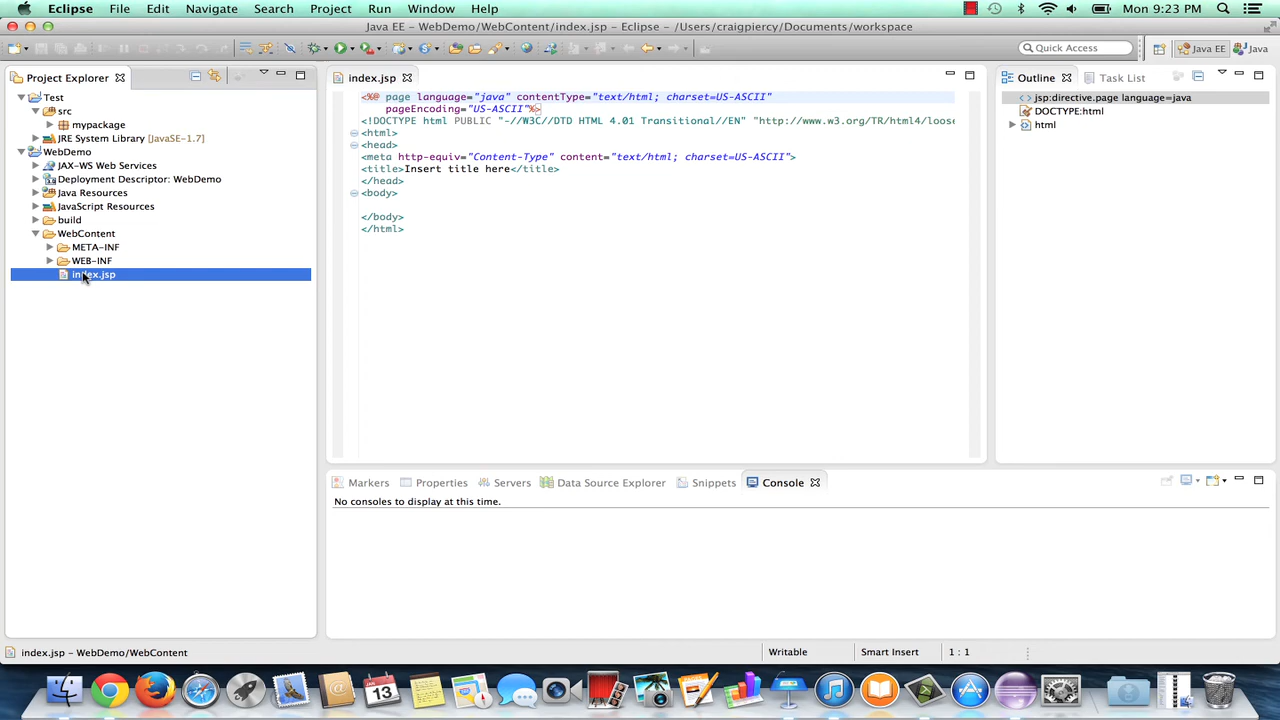 Eclipse File Edit Navigate Search Project Run Window Help Mon 9:23 PM
Java EE - WebDemo/WebContent/index.jsp - Eclipse - /Users/craigpiercy/Documents/workspace
Quick Access Java EE Java
Project Explorer
Test
src
mypackage
JRE System Library [JavaSE-1.7]
WebDemo
JAX-WS Web Services
Deployment Descriptor: WebDemo
Java Resources
JavaScript Resources
build
WebContent
META-INF
WEB-INF
index.jsp
index.jsp
<%@ page language="java" contentType="text/html; charset=US-ASCII"
pageEncoding="US-ASCII"%>
<!DOCTYPE html PUBLIC "-//W3C//DTD HTML 4.01 Transitional//EN" "http://www.w3.org/TR/html4/loose
<html>
<head>
<meta http-equiv="Content-Type" content="text/html; charset=US-ASCII">
<title>Insert title here</title>
</head>
<body>
</body>
</html>
Outline Task List
jsp:directive.page language=java
DOCTYPE:html
html
Markers Properties Servers Data Source Explorer Snippets Console
No consoles to display at this time.
index.jsp - WebDemo/WebContent Writable Smart Insert 1 : 1
JAN
13